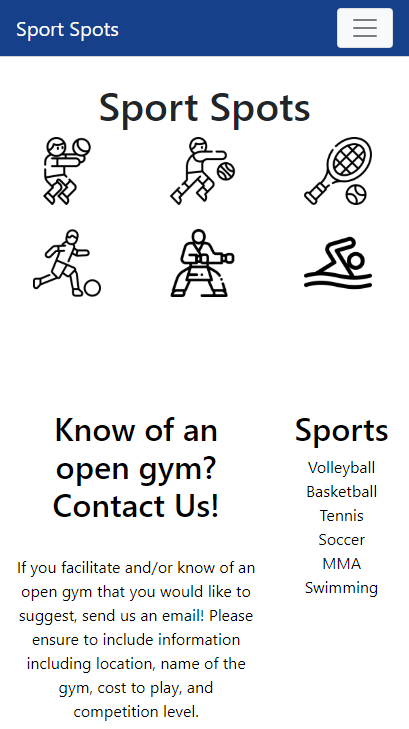 Sport Spots
Sport Spots
Know of an
open gym?
Contact Us!
If you facilitate and/or know of an
open gym that you would like to
suggest, send us an email! Please
ensure to include information
including location, name of the
gym, cost to play, and
competition level.
Sports
Volleyball
Basketball
Tennis
Soccer
MMA
Swimming